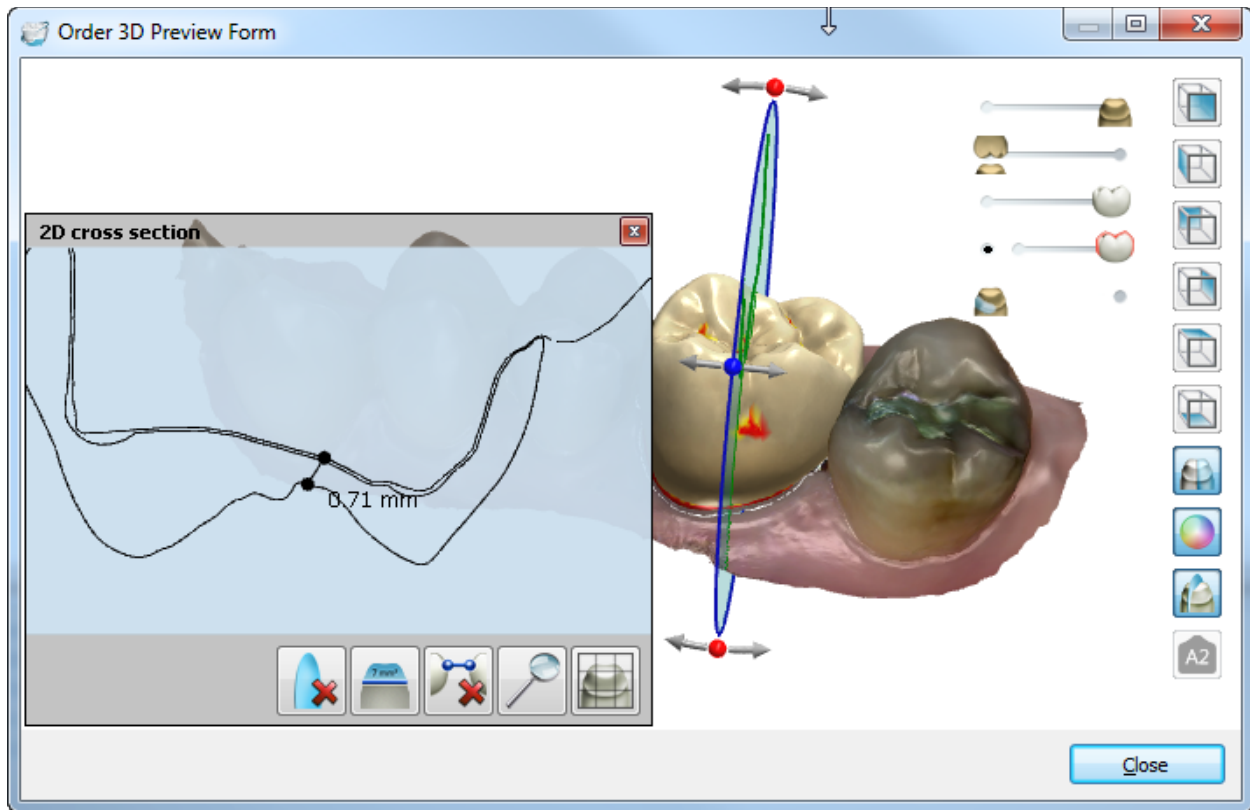 Order 3D Preview Form
2D cross section
0.71 mm
7 mm²
A2
Close